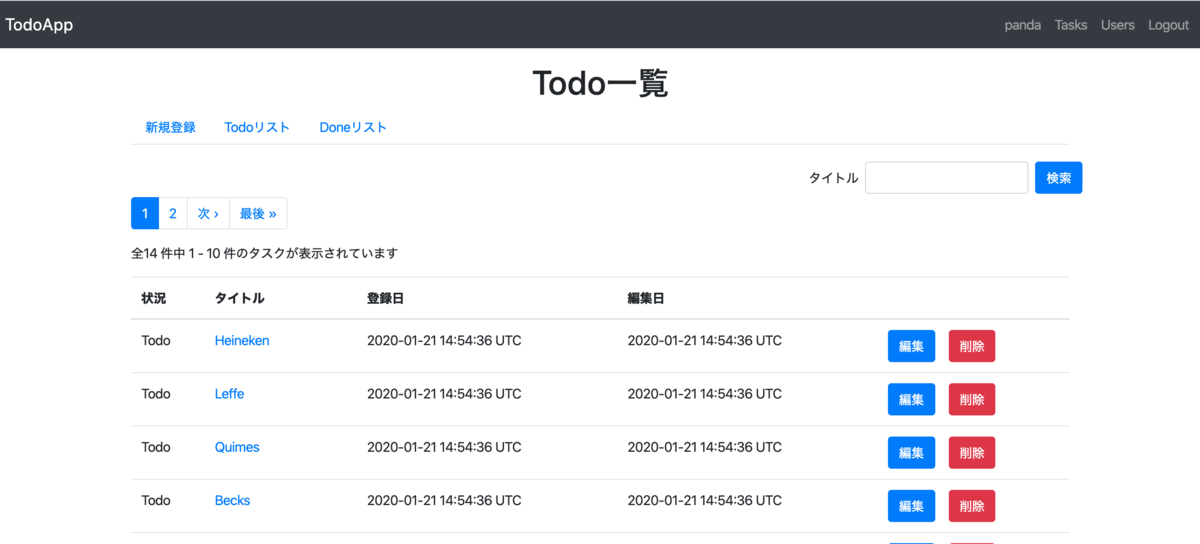 TodoApp panda Tasks Users Logout
Todo一覧
新規登録 Todoリスト Doneリスト
タイトル 検索
1 2 次 › 最後 »
全14 件中 1 - 10 件のタスクが表示されています
状況 タイトル 登録日 編集日
Todo Heineken 2020-01-21 14:54:36 UTC 2020-01-21 14:54:36 UTC 編集 削除
Todo Leffe 2020-01-21 14:54:36 UTC 2020-01-21 14:54:36 UTC 編集 削除
Todo Quimes 2020-01-21 14:54:36 UTC 2020-01-21 14:54:36 UTC 編集 削除
Todo Becks 2020-01-21 14:54:36 UTC 2020-01-21 14:54:36 UTC 編集 削除